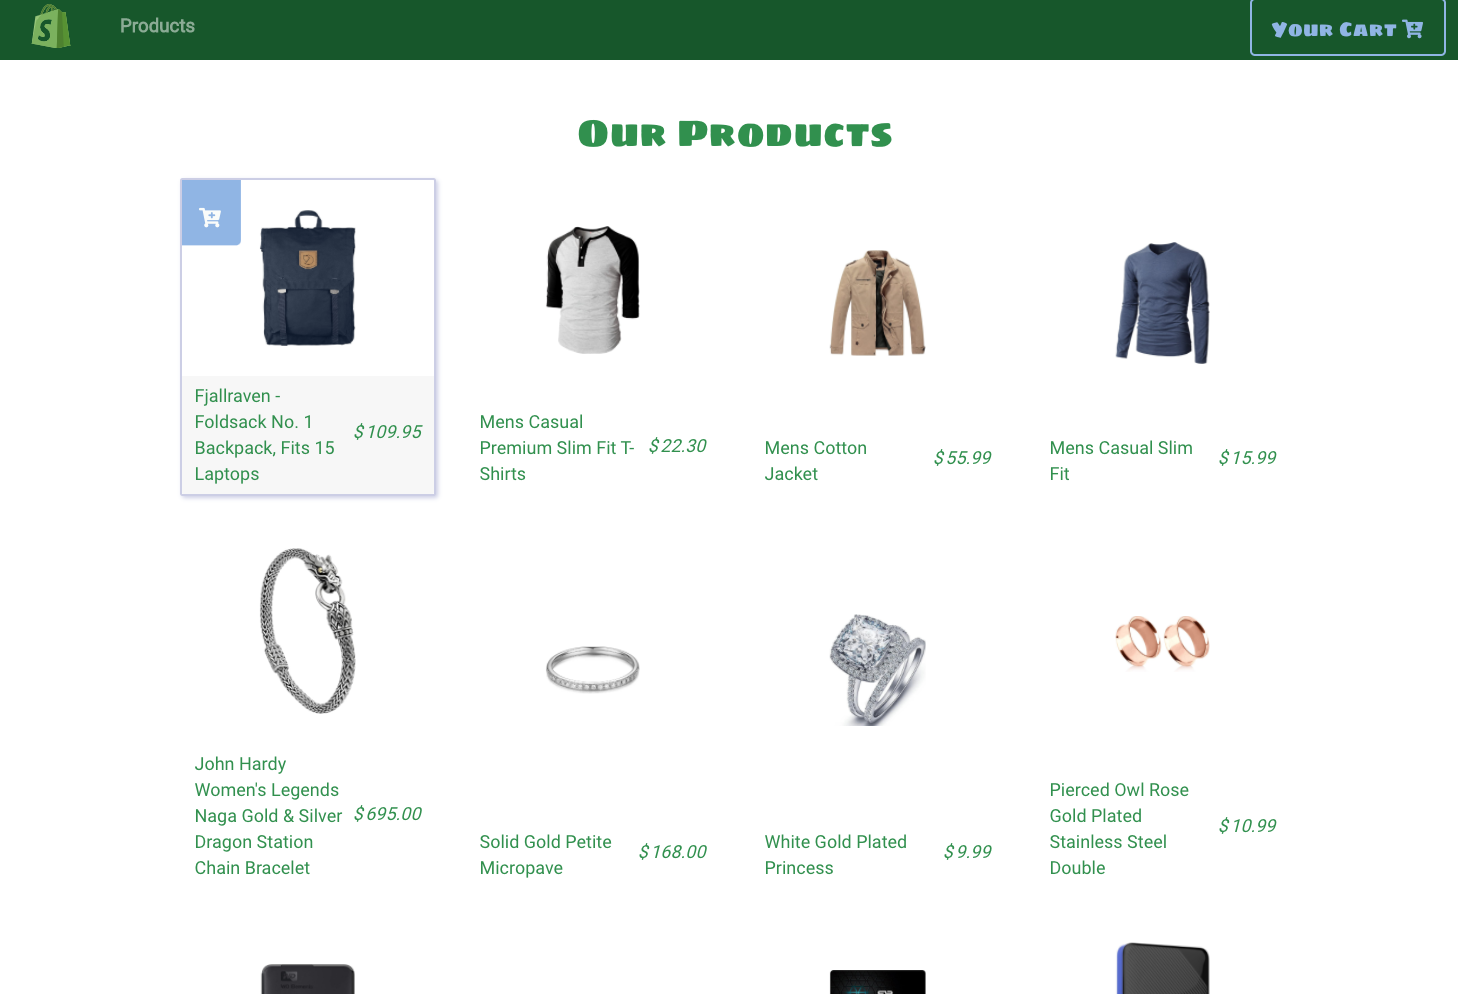 S
Products
Your Cart
Our Products
Fjallraven -
Foldsack No. 1
Backpack, Fits 15
Laptops
$109.95
Mens Casual
Premium Slim Fit T-
Shirts
$22.30
Mens Cotton
Jacket
$55.99
Mens Casual Slim
Fit
$15.99
John Hardy
Women's Legends
Naga Gold & Silver
Dragon Station
Chain Bracelet
$695.00
Solid Gold Petite
Micropave
$168.00
White Gold Plated
Princess
$9.99
Pierced Owl Rose
Gold Plated
Stainless Steel
Double
$10.99